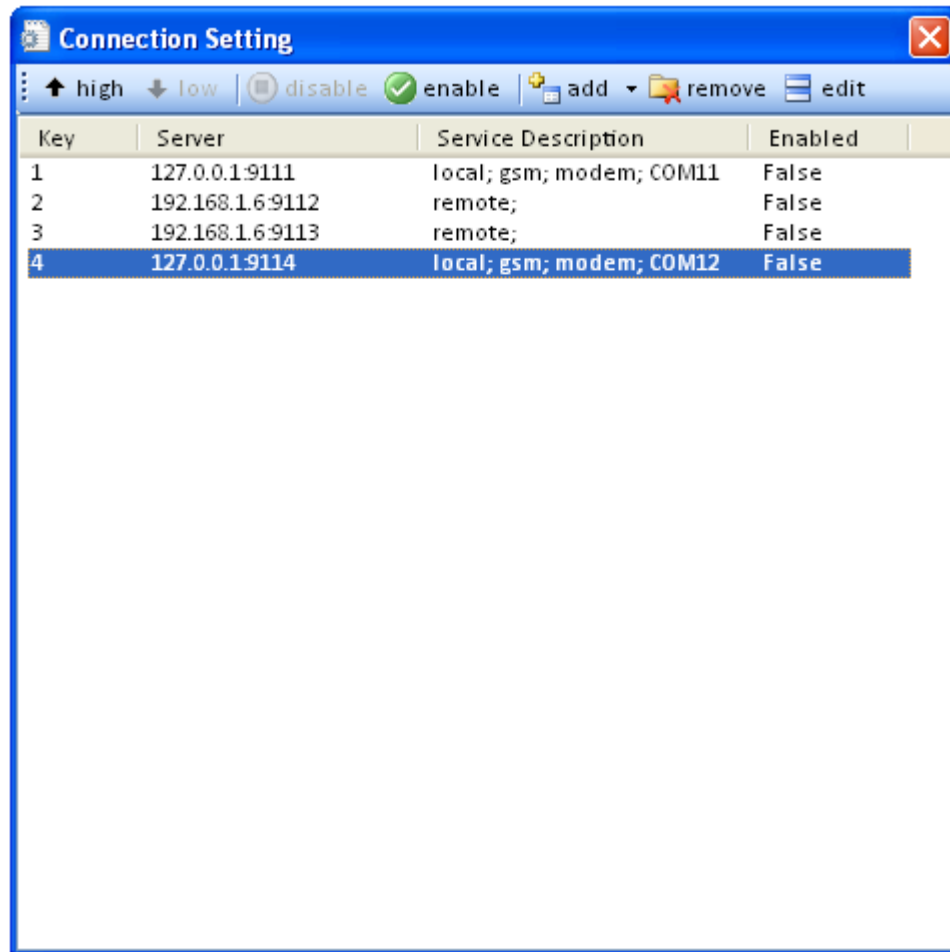 Connection Setting
high low disable enable add remove edit
Key Server Service Description Enabled
1 127.0.0.1:9111 local; gsm; modem; COM11 False
2 192.168.1.6:9112 remote; False
3 192.168.1.6:9113 remote; False
4 127.0.0.1:9114 local; gsm; modem; COM12 False